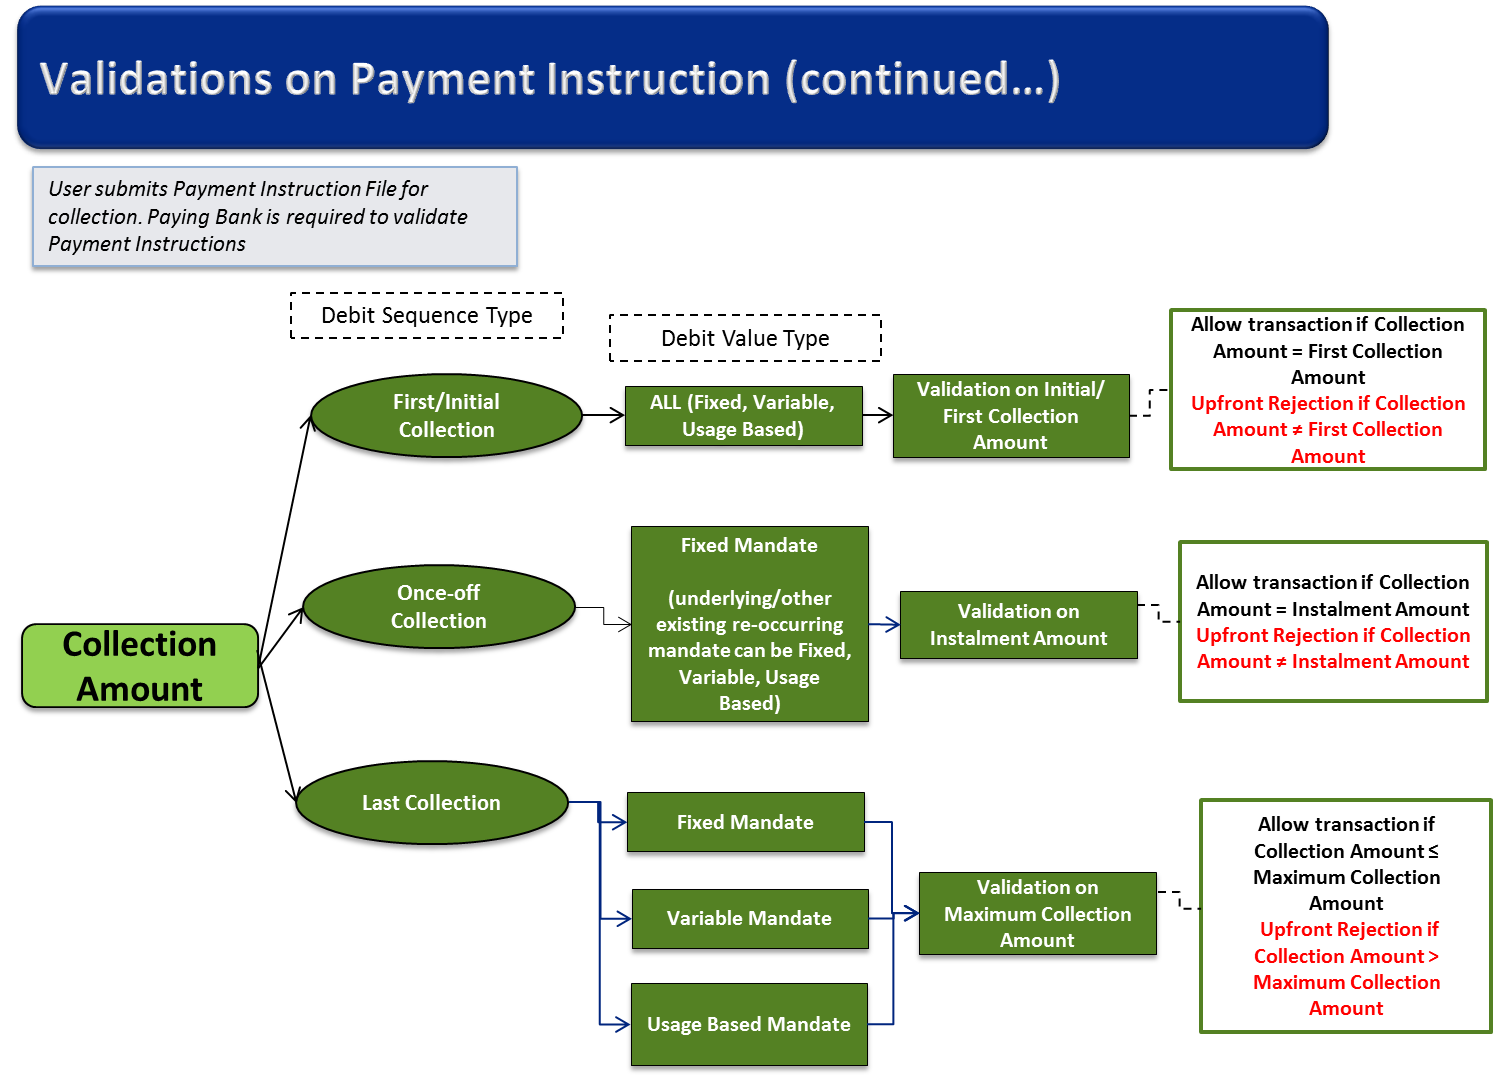 Validations on Payment Instruction (continued...)
User submits Payment Instruction File for
collection. Paying Bank is required to validate
Payment Instructions
Debit Sequence Type
Debit Value Type
First/Initial
Collection
ALL (Fixed, Variable,
Usage Based)
Validation on Initial/
First Collection
Amount
Allow transaction if Collection
Amount = First Collection
Amount
Upfront Rejection if Collection
Amount ≠ First Collection
Amount
Collection
Amount
Once-off
Collection
Fixed Mandate
(underlying/other
existing re-occurring
mandate can be Fixed,
Variable, Usage
Based)
Validation on
Instalment Amount
Allow transaction if Collection
Amount = Instalment Amount
Upfront Rejection if Collection
Amount ≠ Instalment Amount
Last Collection
Fixed Mandate
Variable Mandate
Usage Based Mandate
Validation on
Maximum Collection
Amount
Allow transaction if
Collection Amount ≤
Maximum Collection
Amount
Upfront Rejection if
Collection Amount >
Maximum Collection
Amount